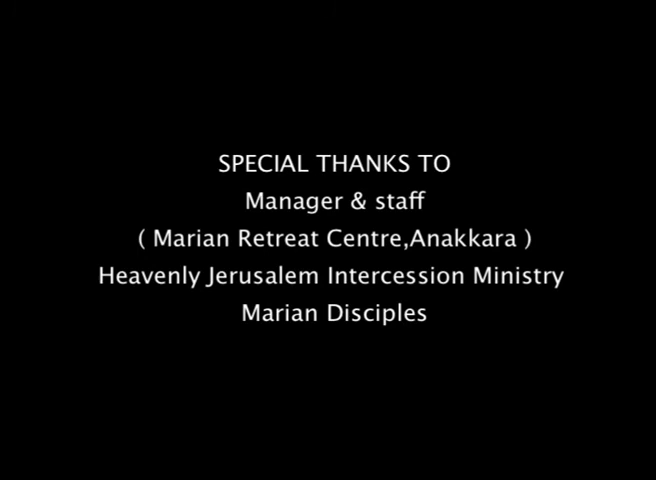 SPECIAL THANKS TO
Manager & staff
( Marian Retreat Centre,Anakkara )
Heavenly Jerusalem Intercession Ministry
Marian Disciples